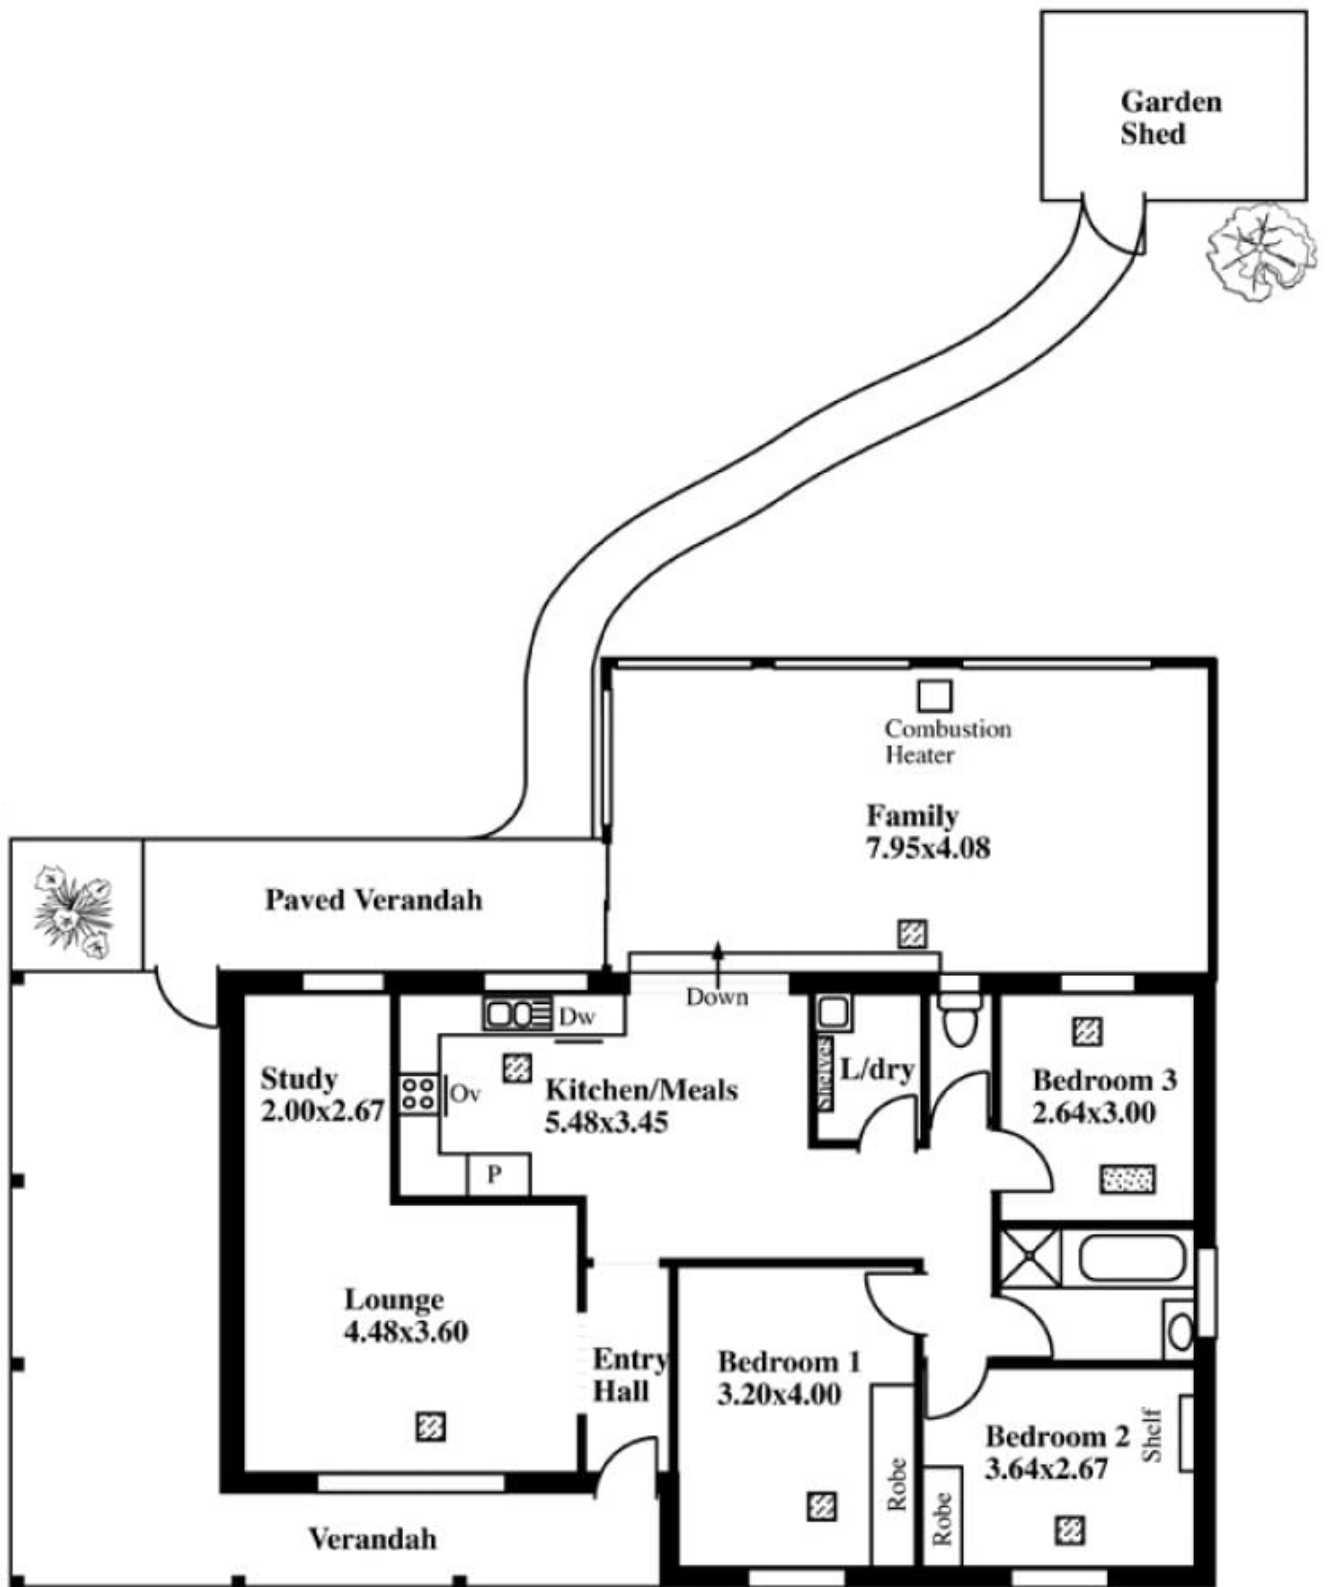 Garden
Shed
Combustion
Heater
Family
7.95x4.08
Paved Verandah
Down
Dw
Study
2.00x2.67
Ov
Kitchen/Meals
5.48x3.45
Shelves
L/dry
Bedroom 3
2.64x3.00
P
Lounge
4.48x3.60
Entry
Hall
Bedroom 1
3.20x4.00
Robe
Bedroom 2
3.64x2.67
Shelf
Robe
Verandah